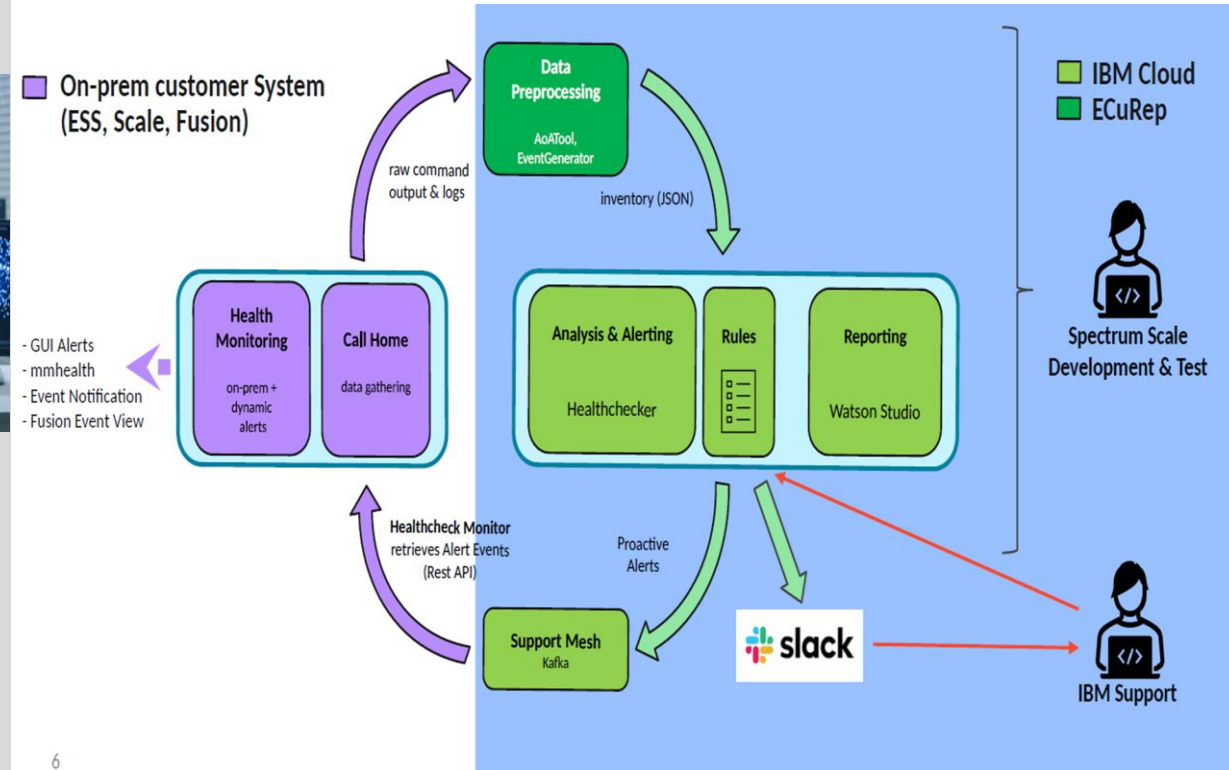 On-prem customer System
(ESS, Scale, Fusion)
Data
Preprocessing
AoATool,
EventGenerator
IBM Cloud
ECuRep
raw command
output & logs
inventory (JSON)
Health
Monitoring
on-prem +
dynamic
alerts
Call Home
data gathering
- GUI Alerts
- mmhealth
- Event Notification
- Fusion Event View
Analysis & Alerting
Healthchecker
Rules
Reporting
Watson Studio
Spectrum Scale
Development & Test
Healthcheck Monitor
retrieves Alert Events
(Rest API)
Proactive
Alerts
Support Mesh
Kafka
slack
</>
</>
IBM Support
6